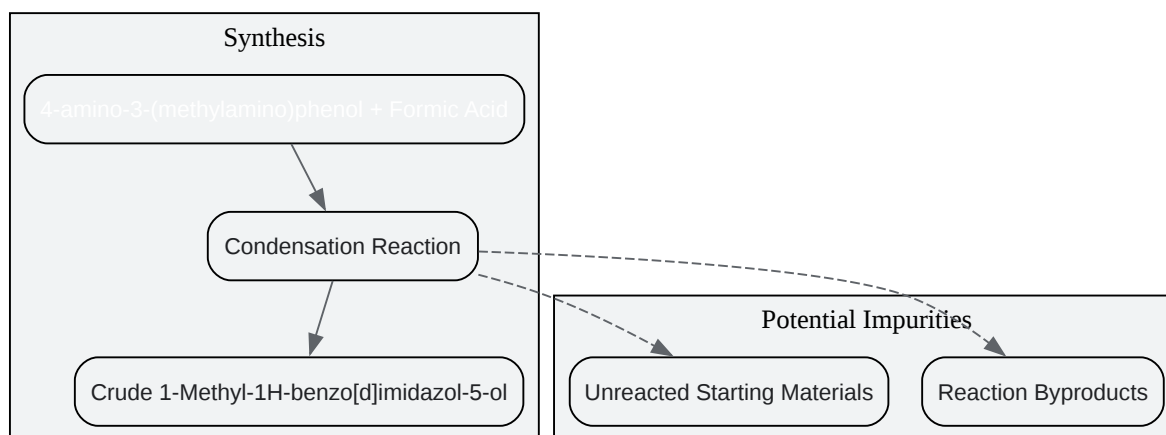 Synthesis
4-amino-3-(methylamino)phenol + Formic Acid
Condensation Reaction
Crude 1-Methyl-1H-benzo[d]imidazol-5-ol
Potential Impurities
Unreacted Starting Materials
Reaction Byproducts